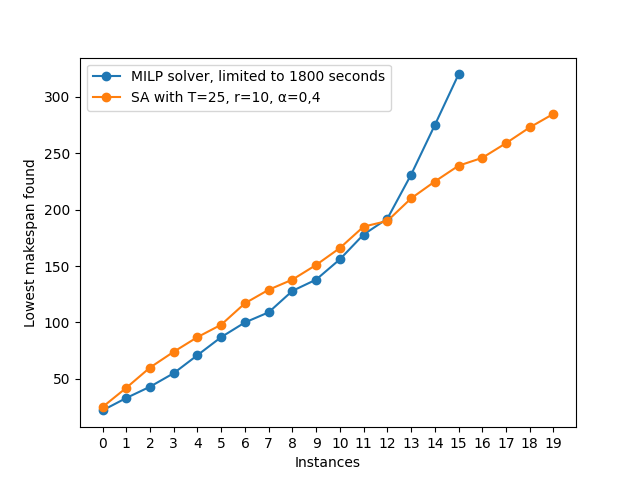 MILP solver, limited to 1800 seconds
SA with T=25, r=10, α=0,4
300
250
200
150
100
50
Lowest makespan found
0 1 2 3 4 5 6 7 8 9 10 11 12 13 14 15 16 17 18 19
Instances